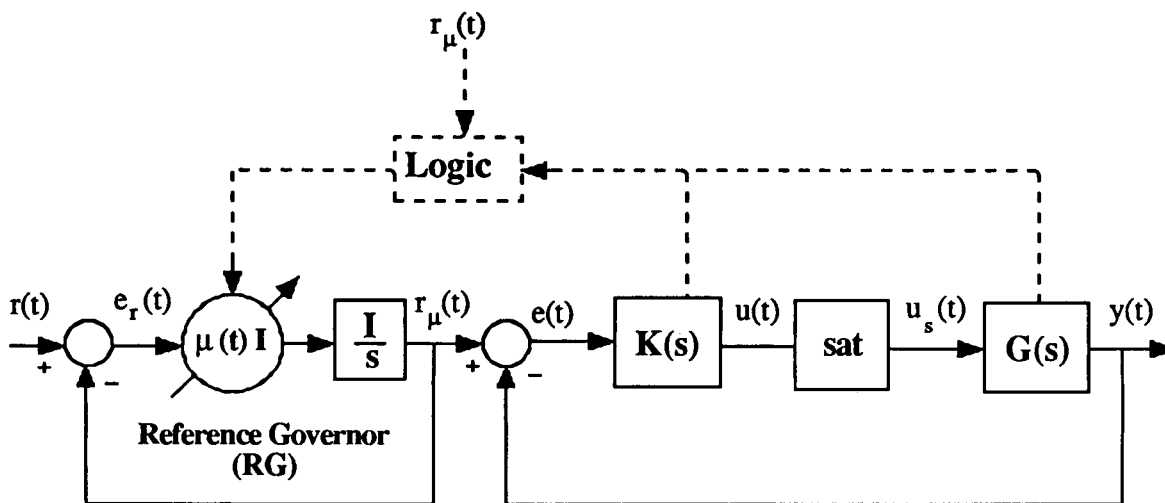 r_μ(t)
Logic
r(t)
e_r(t)
μ(t) I
I
s
r_μ(t)
e(t)
K(s)
u(t)
sat
u_s(t)
G(s)
y(t)
+
−
+
−
Reference Governor
(RG)